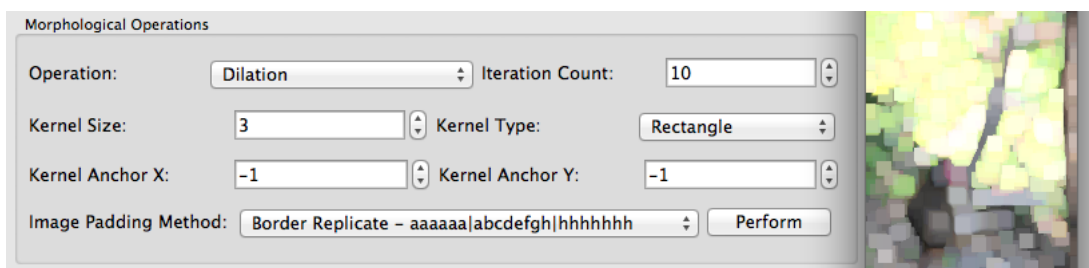 Morphological Operations
Operation: Dilation Iteration Count: 10
Kernel Size: 3 Kernel Type: Rectangle
Kernel Anchor X: -1 Kernel Anchor Y: -1
Image Padding Method: Border Replicate - aaaaaa|abcdefgh|hhhhhhh Perform